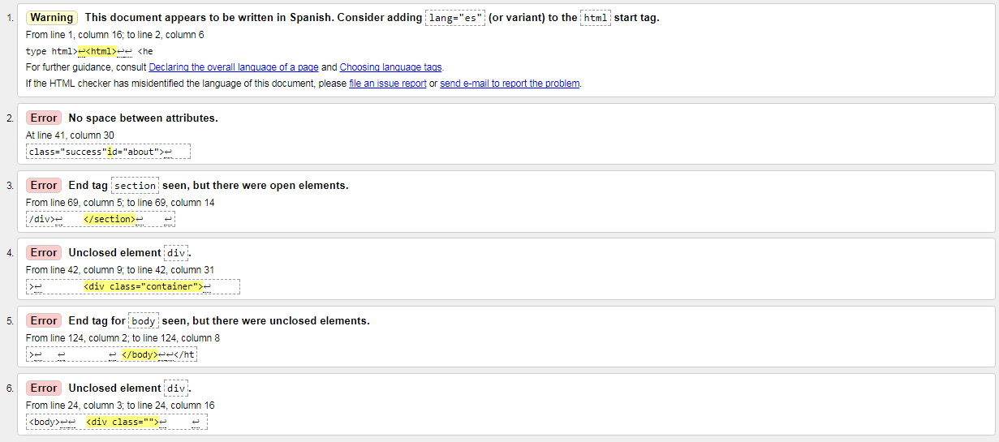 1. Warning This document appears to be written in Spanish. Consider adding lang="es" (or variant) to the html start tag.
From line 1, column 16; to line 2, column 6
type html>↩<html>↩↩ <he
For further guidance, consult Declaring the overall language of a page and Choosing language tags.
If the HTML checker has misidentified the language of this document, please file an issue report or send e-mail to report the problem.
2. Error No space between attributes.
At line 41, column 30
class="success"id="about">↩
3. Error End tag section seen, but there were open elements.
From line 69, column 5; to line 69, column 14
/div>↩ </section>↩ ↩
4. Error Unclosed element div.
From line 42, column 9; to line 42, column 31
>↩ <div class="container">↩
5. Error End tag for body seen, but there were unclosed elements.
From line 124, column 2; to line 124, column 8
>↩ ↩ ↩ </body>↩↩</ht
6. Error Unclosed element div.
From line 24, column 3; to line 24, column 16
<body>↩↩ <div class="">↩ ↩